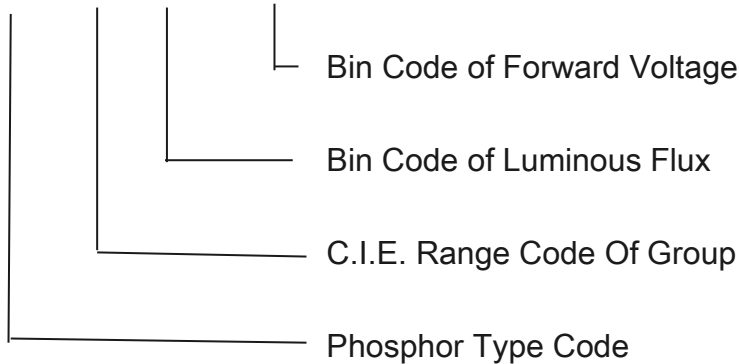 Bin Code of Forward Voltage
Bin Code of Luminous Flux
C.I.E. Range Code Of Group
Phosphor Type Code